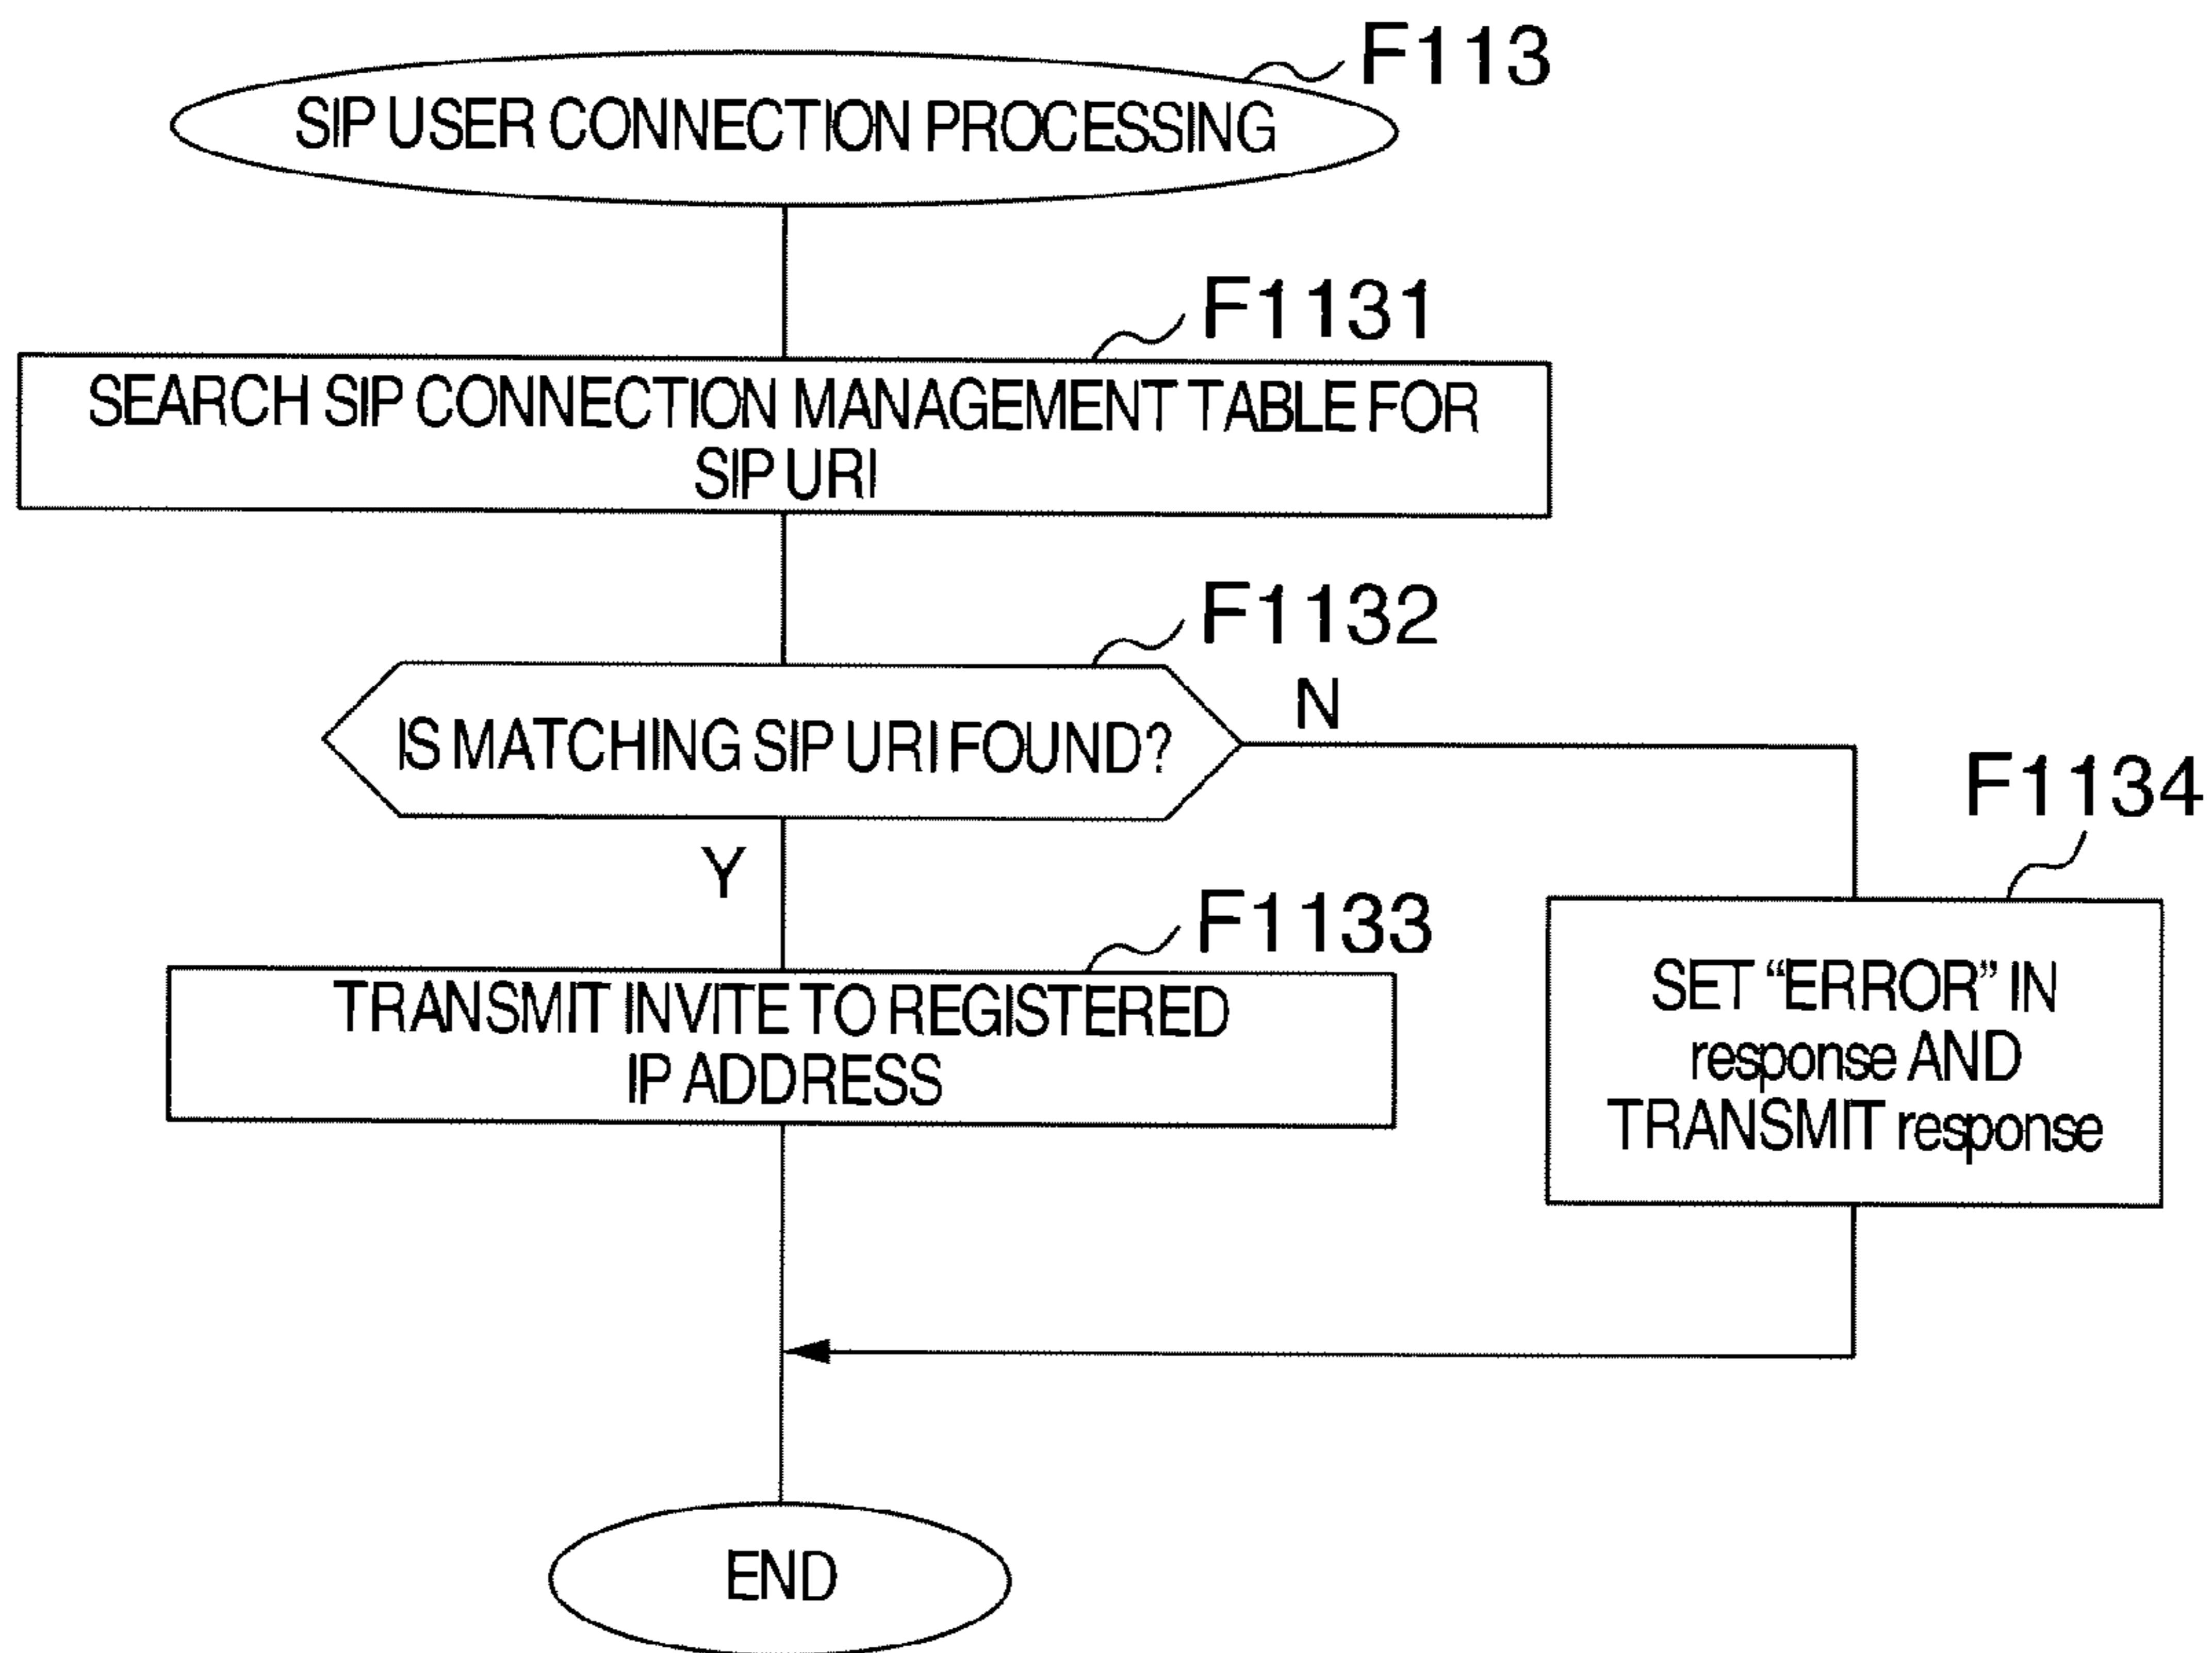 F113
SIP USER CONNECTION PROCESSING
F1131
SEARCH SIP CONNECTION MANAGEMENT TABLE FOR
SIP URI
F1132
IS MATCHING SIP URI FOUND?
N
Y
F1134
F1133
TRANSMIT INVITE TO REGISTERED
IP ADDRESS
SET “ERROR” IN
response AND
TRANSMIT response
END